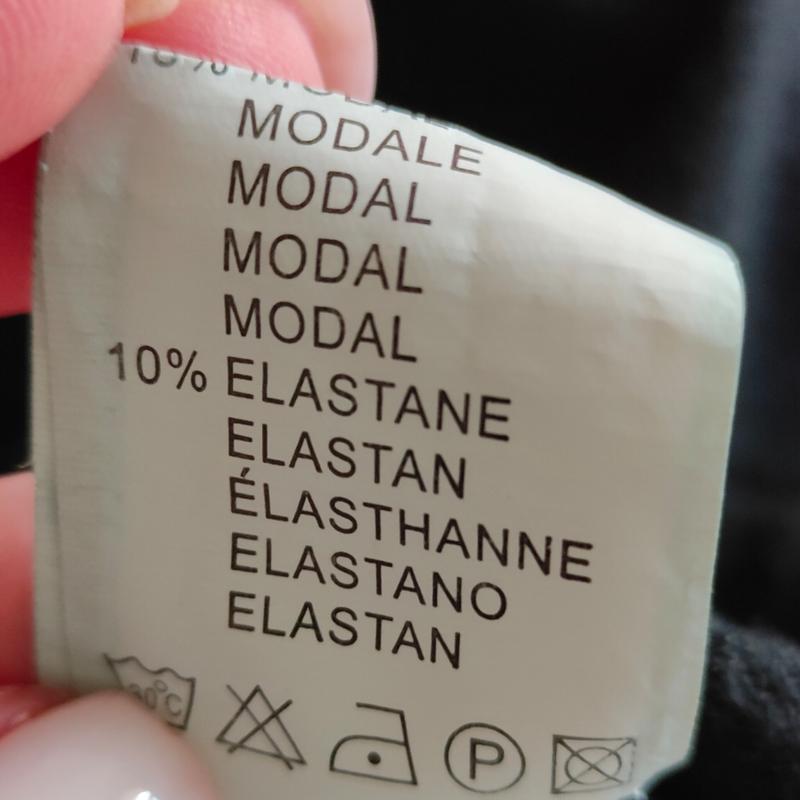 MODALE
MODAL
MODAL
MODAL
10% ELASTANE
ELASTAN
ÉLASTHANNE
ELASTANO
ELASTAN
P